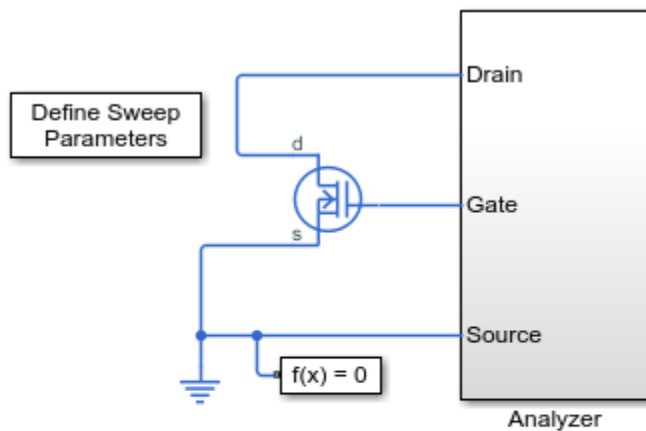 Drain
Define Sweep
Parameters
d
Gate
s
Source
f(x) = 0
Analyzer